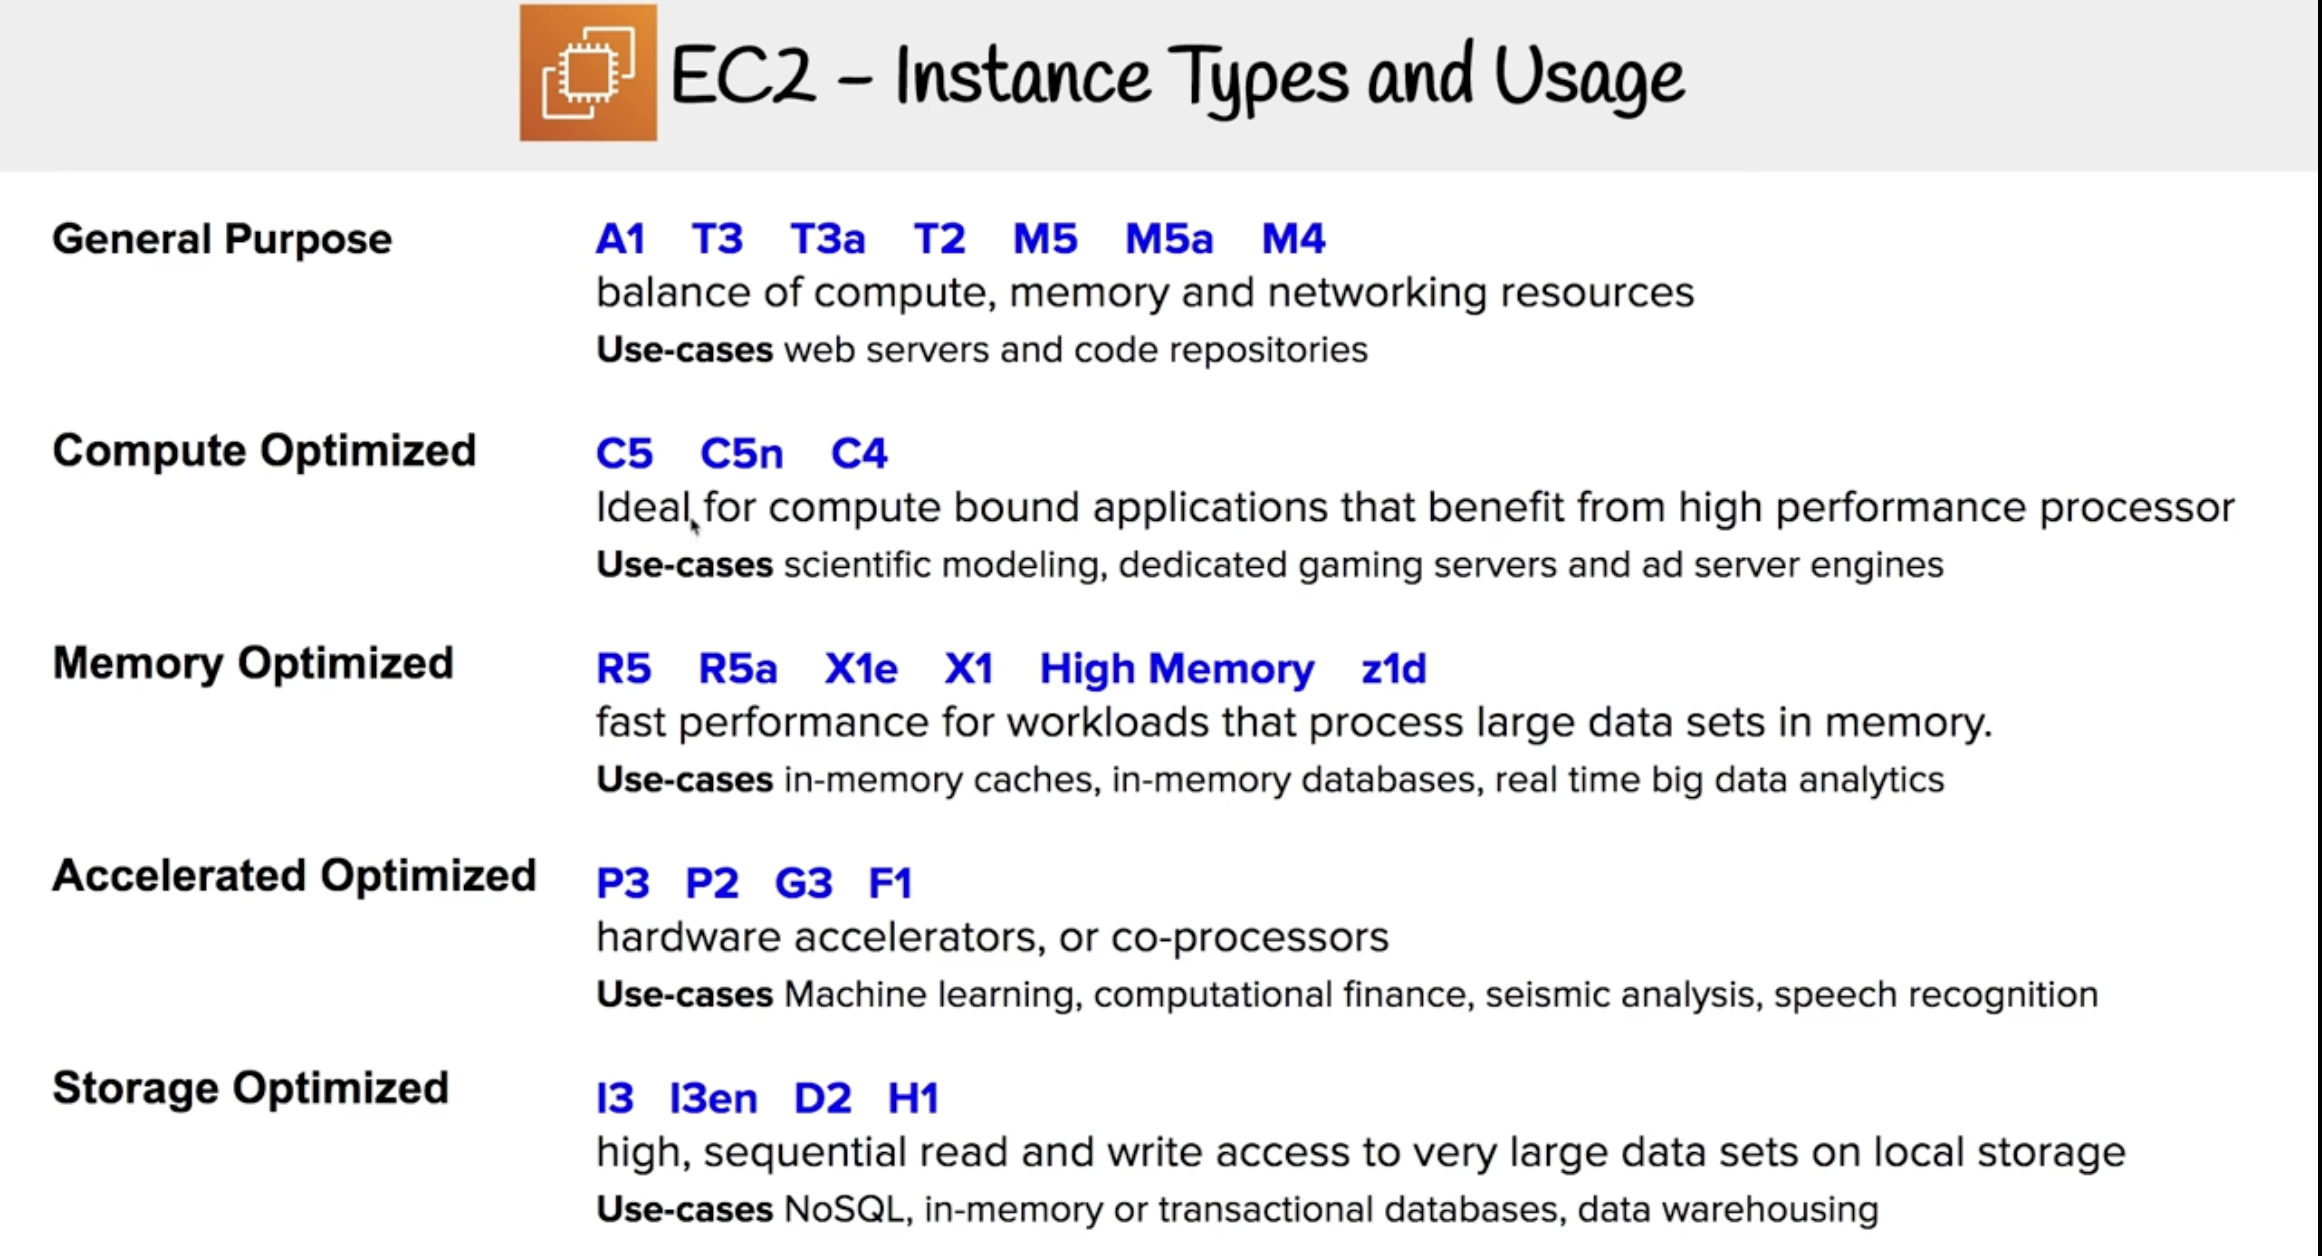 EC2 – Instance Types and Usage
General Purpose
A1 T3 T3a T2 M5 M5a M4
balance of compute, memory and networking resources
Use-cases web servers and code repositories
Compute Optimized
C5 C5n C4
Ideal for compute bound applications that benefit from high performance processor
Use-cases scientific modeling, dedicated gaming servers and ad server engines
Memory Optimized
R5 R5a X1e X1 High Memory z1d
fast performance for workloads that process large data sets in memory.
Use-cases in-memory caches, in-memory databases, real time big data analytics
Accelerated Optimized
P3 P2 G3 F1
hardware accelerators, or co-processors
Use-cases Machine learning, computational finance, seismic analysis, speech recognition
Storage Optimized
I3 I3en D2 H1
high, sequential read and write access to very large data sets on local storage
Use-cases NoSQL, in-memory or transactional databases, data warehousing